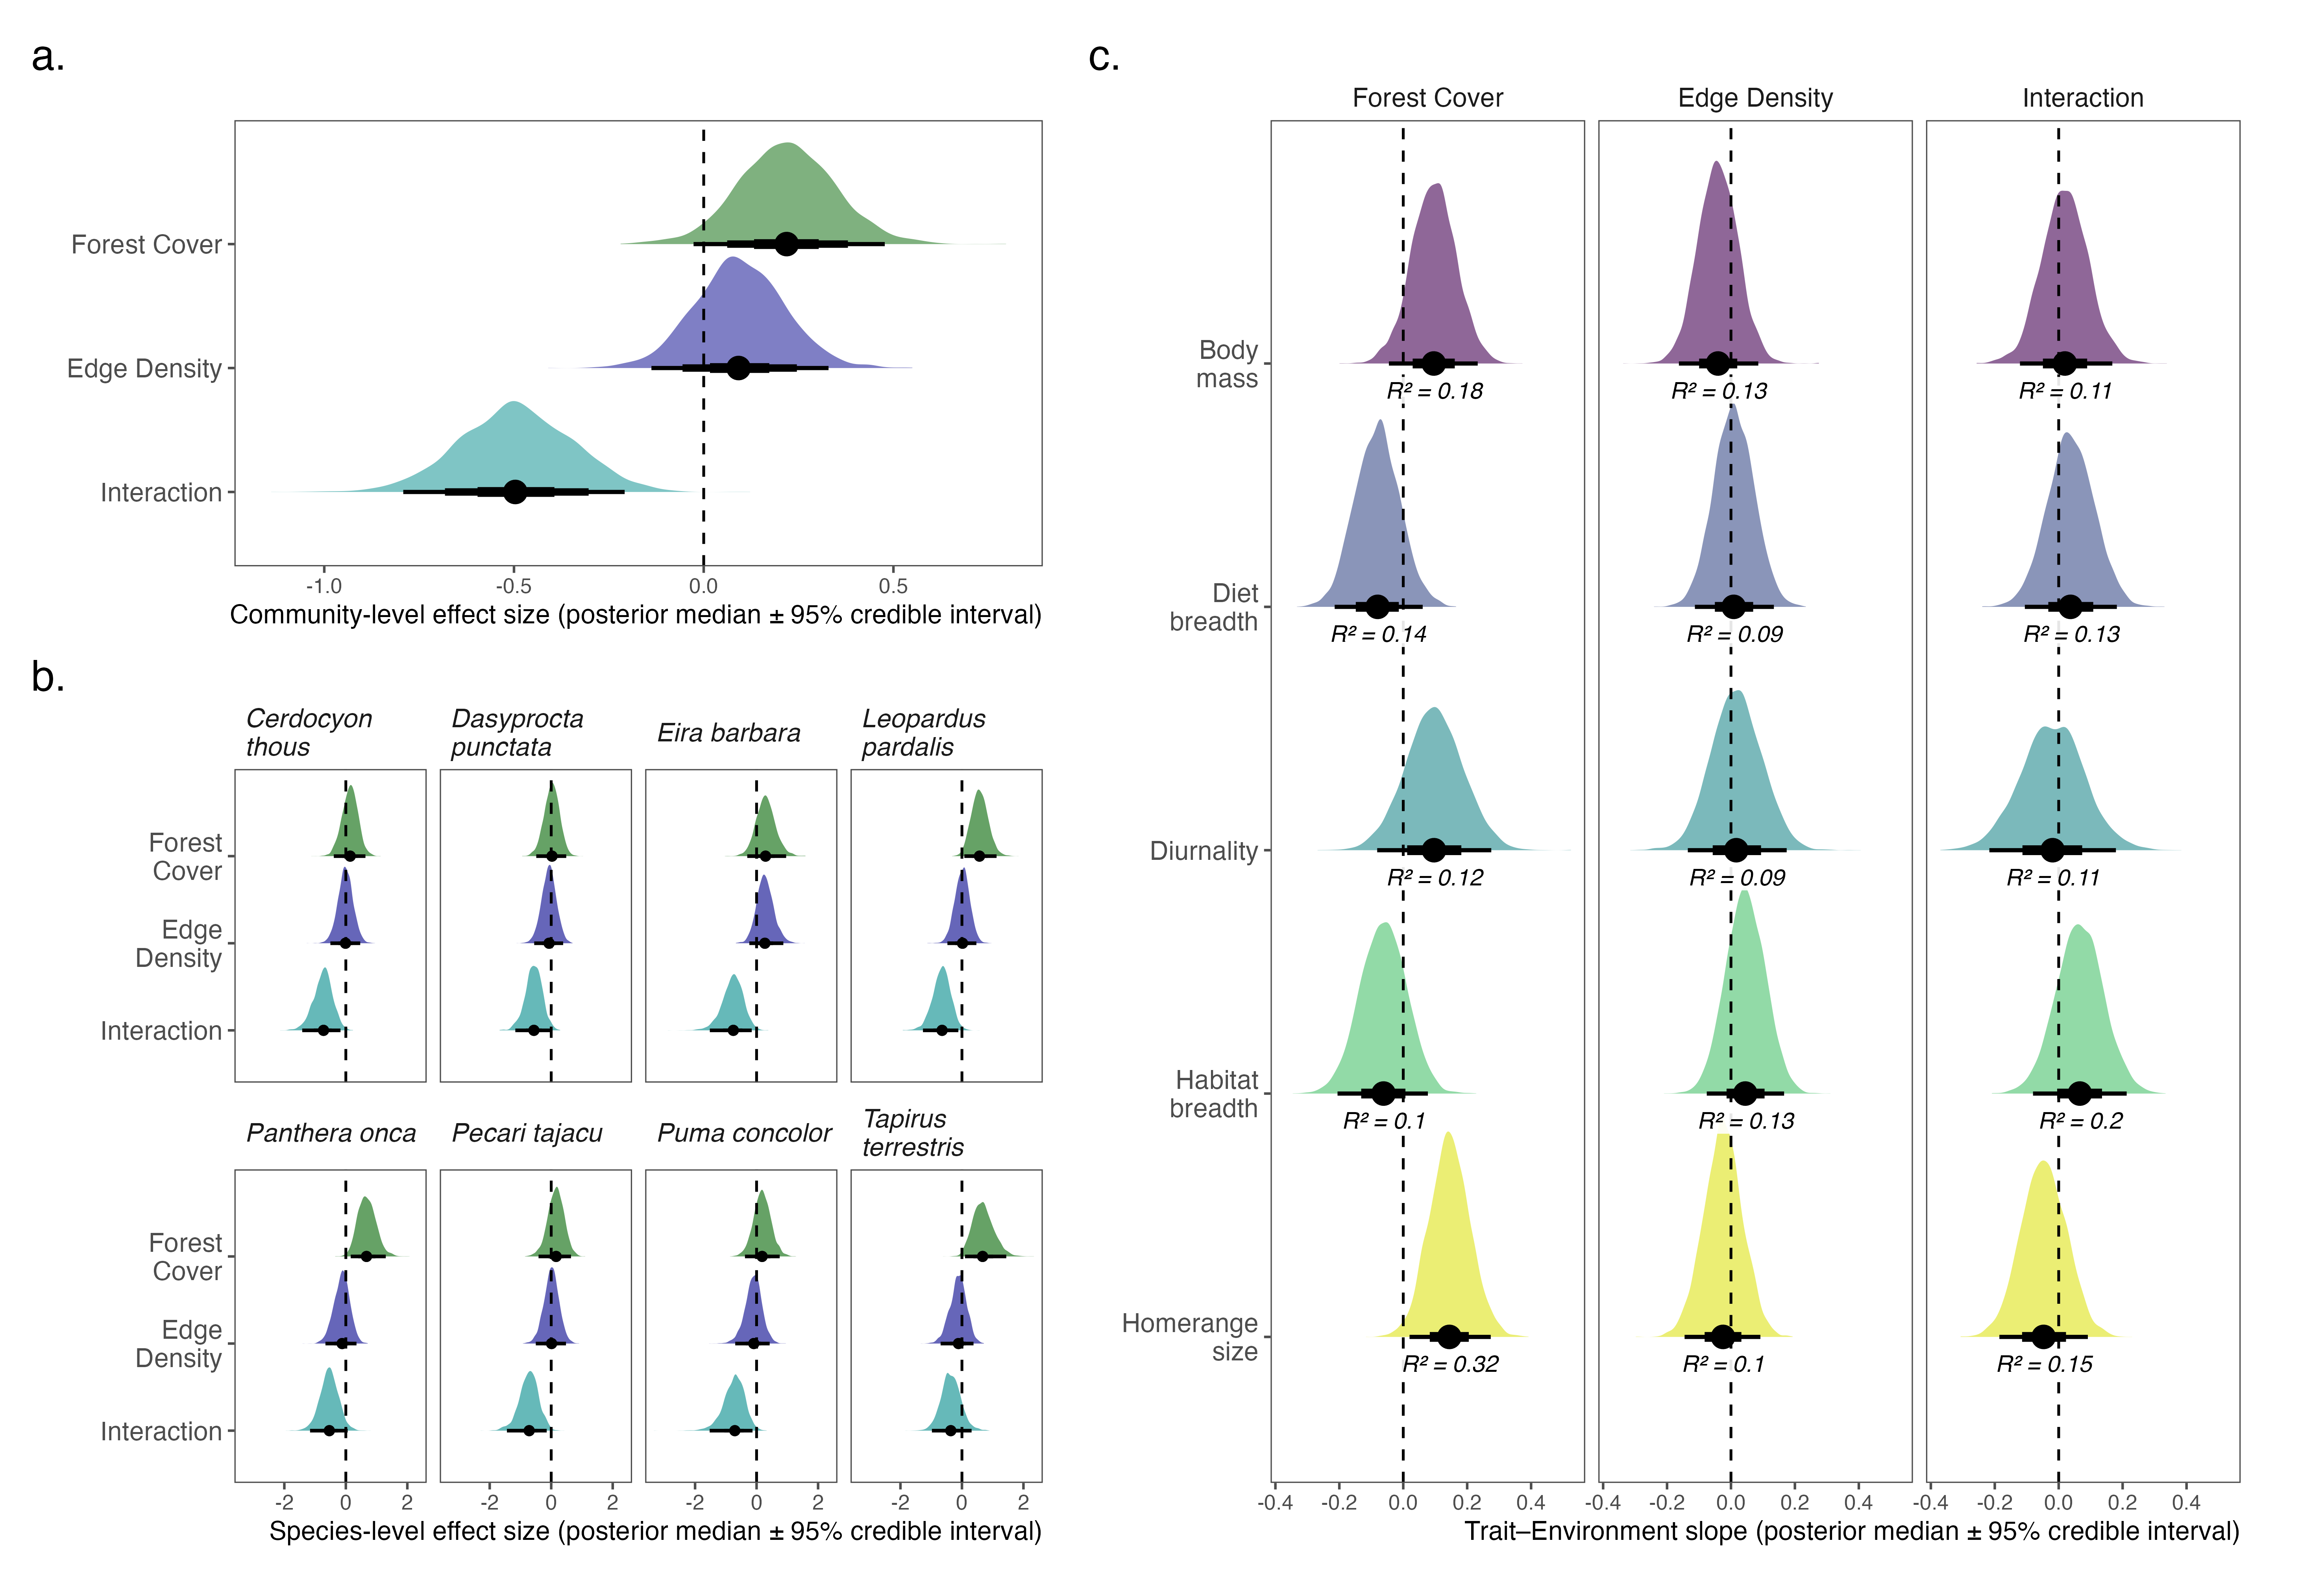 a.
Forest Cover
Edge Density
Interaction
-1.0 -0.5 0.0 0.5
Community-level effect size (posterior median ± 95% credible interval)
b.
Cerdocyon
thous
Dasyprocta
punctata
Eira barbara
Leopardus
pardalis
Forest
Cover
Edge
Density
Interaction
Panthera onca
Pecari tajacu
Puma concolor
Tapirus
terrestris
Forest
Cover
Edge
Density
Interaction
-2 0 2 -2 0 2 -2 0 2 -2 0 2
Species-level effect size (posterior median ± 95% credible interval)
c.
Forest Cover Edge Density Interaction
Body
mass
R² = 0.18 R² = 0.13 R² = 0.11
Diet
breadth
R² = 0.14 R² = 0.09 R² = 0.13
Diurnality
R² = 0.12 R² = 0.09 R² = 0.11
Habitat
breadth
R² = 0.1 R² = 0.13 R² = 0.2
Homerange
size
R² = 0.32 R² = 0.1 R² = 0.15
-0.4 -0.2 0.0 0.2 0.4 -0.4 -0.2 0.0 0.2 0.4 -0.4 -0.2 0.0 0.2 0.4
Trait–Environment slope (posterior median ± 95% credible interval)